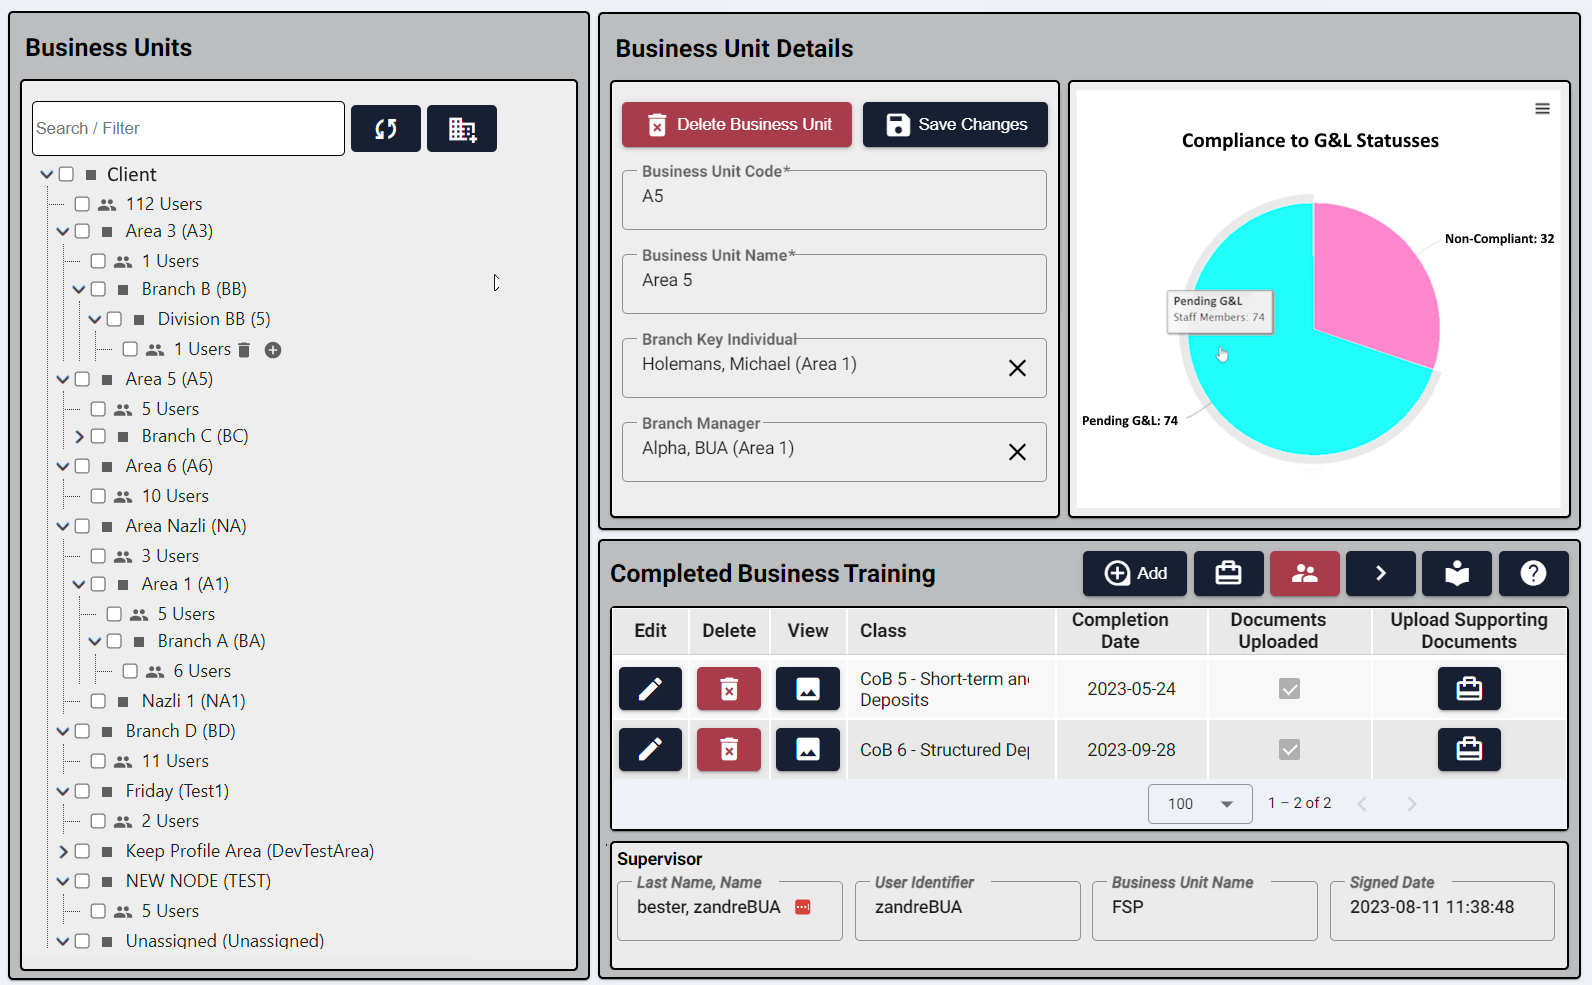 Business Units
Search / Filter
Client
112 Users
Area 3 (A3)
1 Users
Branch B (BB)
Division BB (5)
1 Users
Area 5 (A5)
5 Users
Branch C (BC)
Area 6 (A6)
10 Users
Area Nazli (NA)
3 Users
Area 1 (A1)
5 Users
Branch A (BA)
6 Users
Nazli 1 (NA1)
Branch D (BD)
11 Users
Friday (Test1)
2 Users
Keep Profile Area (DevTestArea)
NEW NODE (TEST)
5 Users
Unassigned (Unassigned)
Business Unit Details
Delete Business Unit
Save Changes
Business Unit Code*
A5
Business Unit Name*
Area 5
Branch Key Individual
Holemans, Michael (Area 1)
Branch Manager
Alpha, BUA (Area 1)
Compliance to G&L Statusses
Non-Compliant: 32
Pending G&L
Staff Members: 74
Pending G&L: 74
Completed Business Training
Add
Edit
Delete
View
Class
Completion
Date
Documents
Uploaded
Upload Supporting
Documents
CoB 5 - Short-term and
Deposits
2023-05-24
CoB 6 - Structured De
2023-09-28
100
1 – 2 of 2
Supervisor
Last Name, Name
bester, zandreBUA
User Identifier
zandreBUA
Business Unit Name
FSP
Signed Date
2023-08-11 11:38:48